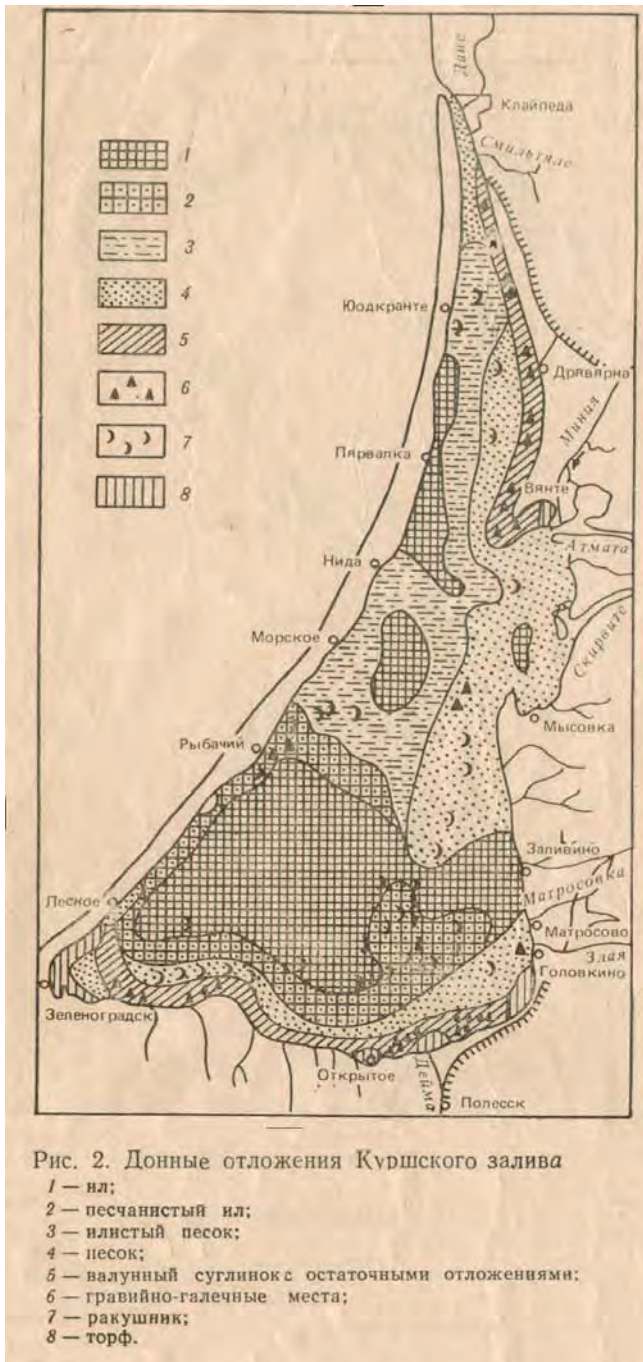 Дане
Клайпеда
Смильтяле
1
2
3
4
5
6
7
8
Юодкранте
Дрявярна
Миния
Пярвалка
Вянте
Атмата
Нида
Скирвите
Морское
Мысовка
Рыбачий
Заливино
Матросовка
Лесное
Матросово
Злая
Головкино
Зеленоградск
Открытое
Дейма
Полесск
Рис. 2. Донные отложения Куршского залива
1 — ил;
2 — песчанистый ил;
3 — илистый песок;
4 — песок;
5 — валунный суглинок с остаточными отложениями;
6 — гравийно-галечные места;
7 — ракушник;
8 — торф.